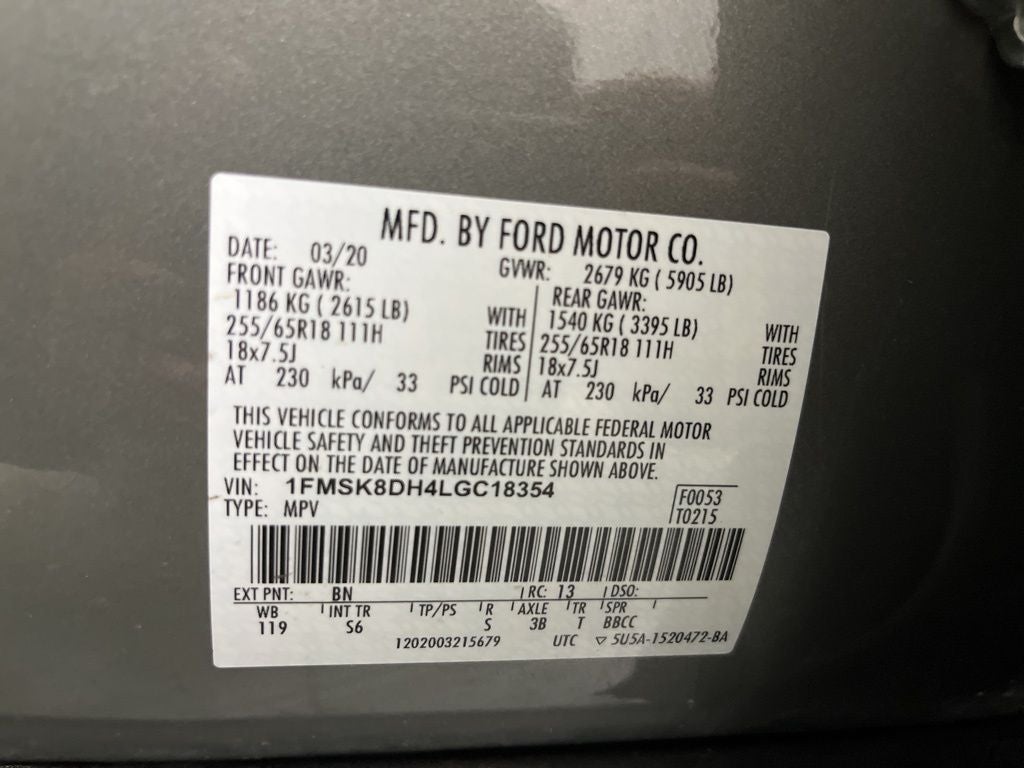 MFD. BY FORD MOTOR CO.
DATE: 03/20 GVWR: 2679 KG ( 5905 LB)
FRONT GAWR: REAR GAWR:
1186 KG ( 2615 LB) WITH 1540 KG ( 3395 LB) WITH
255/65R18 111H TIRES 255/65R18 111H TIRES
18x7.5J RIMS 18x7.5J RIMS
AT 230 kPa/ 33 PSI COLD AT 230 kPa/ 33 PSI COLD
THIS VEHICLE CONFORMS TO ALL APPLICABLE FEDERAL MOTOR
VEHICLE SAFETY AND THEFT PREVENTION STANDARDS IN
EFFECT ON THE DATE OF MANUFACTURE SHOWN ABOVE.
VIN: 1FMSK8DH4LGC18354 F0053
TYPE: MPV T0215
EXT PNT: BN RC: 13 DSO:
WB INT TR TP/PS R AXLE TR SPR
119 S6 S 3B T BBCC
1202003215679 UTC ▽ 5U5A-1520472-BA